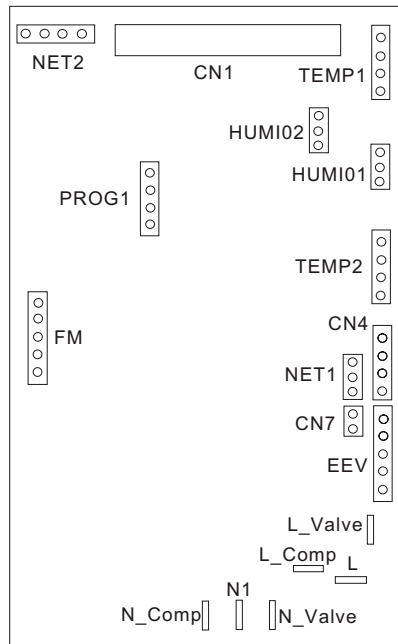 NET2
CN1
TEMP1
HUMI02
HUMI01
PROG1
TEMP2
CN4
FM
NET1
CN7
EEV
L_Valve
L_Comp
L
N1
N_Comp
N_Valve